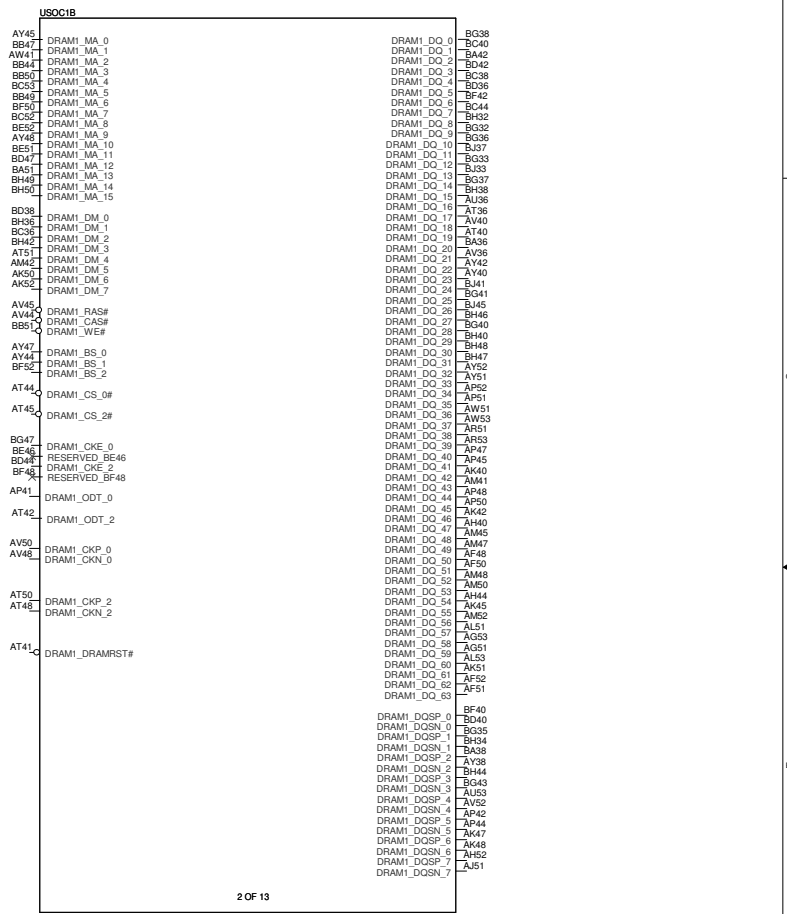 USOC1B
AY45 DRAM1_MA_0
BB47 DRAM1_MA_1
AW41 DRAM1_MA_2
BB44 DRAM1_MA_3
BB50 DRAM1_MA_4
BC53 DRAM1_MA_5
BB49 DRAM1_MA_6
BF50 DRAM1_MA_7
BC52 DRAM1_MA_8
BE52 DRAM1_MA_9
AY48 DRAM1_MA_10
BE51 DRAM1_MA_11
BD47 DRAM1_MA_12
BA51 DRAM1_MA_13
BH49 DRAM1_MA_14
BH50 DRAM1_MA_15
BD38 DRAM1_DM_0
BH36 DRAM1_DM_1
BC36 DRAM1_DM_2
BH42 DRAM1_DM_3
AT51 DRAM1_DM_4
AM42 DRAM1_DM_5
AK50 DRAM1_DM_6
AK52 DRAM1_DM_7
AV45 DRAM1_RAS#
AV44 DRAM1_CAS#
BB51 DRAM1_WE#
AY47 DRAM1_BS_0
AY44 DRAM1_BS_1
BF52 DRAM1_BS_2
AT44 DRAM1_CS_0#
AT45 DRAM1_CS_2#
BG47 DRAM1_CKE_0
BE46 RESERVED_BE46
BD44 DRAM1_CKE_2
BF48 RESERVED_BF48
AP41 DRAM1_ODT_0
AT42 DRAM1_ODT_2
AV50 DRAM1_CKP_0
AV48 DRAM1_CKN_0
AT50 DRAM1_CKP_2
AT48 DRAM1_CKN_2
AT41 DRAM1_DRAMRST#
DRAM1_DQ_0 BG38
DRAM1_DQ_1 BC40
DRAM1_DQ_2 BA42
DRAM1_DQ_3 BD42
DRAM1_DQ_4 BC38
DRAM1_DQ_5 BD36
DRAM1_DQ_6 BF42
DRAM1_DQ_7 BC44
DRAM1_DQ_8 BH32
DRAM1_DQ_9 BG32
DRAM1_DQ_10 BG36
DRAM1_DQ_11 BJ37
DRAM1_DQ_12 BG33
DRAM1_DQ_13 BJ33
DRAM1_DQ_14 BG37
DRAM1_DQ_15 BH38
DRAM1_DQ_16 AU36
DRAM1_DQ_17 AT36
DRAM1_DQ_18 AV40
DRAM1_DQ_19 AT40
DRAM1_DQ_20 BA36
DRAM1_DQ_21 AV36
DRAM1_DQ_22 AY42
DRAM1_DQ_23 AY40
DRAM1_DQ_24 BJ41
DRAM1_DQ_25 BG41
DRAM1_DQ_26 BJ45
DRAM1_DQ_27 BH46
DRAM1_DQ_28 BG40
DRAM1_DQ_29 BH40
DRAM1_DQ_30 BH48
DRAM1_DQ_31 BH47
DRAM1_DQ_32 AY52
DRAM1_DQ_33 AY51
DRAM1_DQ_34 AP52
DRAM1_DQ_35 AP51
DRAM1_DQ_36 AW51
DRAM1_DQ_37 AW53
DRAM1_DQ_38 AR51
DRAM1_DQ_39 AR53
DRAM1_DQ_40 AP47
DRAM1_DQ_41 AP45
DRAM1_DQ_42 AK40
DRAM1_DQ_43 AM41
DRAM1_DQ_44 AP48
DRAM1_DQ_45 AP50
DRAM1_DQ_46 AK42
DRAM1_DQ_47 AH40
DRAM1_DQ_48 AM45
DRAM1_DQ_49 AM47
DRAM1_DQ_50 AF48
DRAM1_DQ_51 AF50
DRAM1_DQ_52 AM48
DRAM1_DQ_53 AM50
DRAM1_DQ_54 AH44
DRAM1_DQ_55 AK45
DRAM1_DQ_56 AM52
DRAM1_DQ_57 AL51
DRAM1_DQ_58 AG53
DRAM1_DQ_59 AG51
DRAM1_DQ_60 AL53
DRAM1_DQ_61 AK51
DRAM1_DQ_62 AF52
DRAM1_DQ_63 AF51
DRAM1_DQSP_0 BF40
DRAM1_DQSN_0 BD40
DRAM1_DQSP_1 BG35
DRAM1_DQSN_1 BH34
DRAM1_DQSP_2 BA38
DRAM1_DQSN_2 AY38
DRAM1_DQSP_3 BH44
DRAM1_DQSN_3 BG43
DRAM1_DQSP_4 AU53
DRAM1_DQSN_4 AV52
DRAM1_DQSP_5 AP42
DRAM1_DQSN_5 AP44
DRAM1_DQSP_6 AK47
DRAM1_DQSN_6 AK48
DRAM1_DQSP_7 AH52
DRAM1_DQSN_7 AJ51
2 OF 13